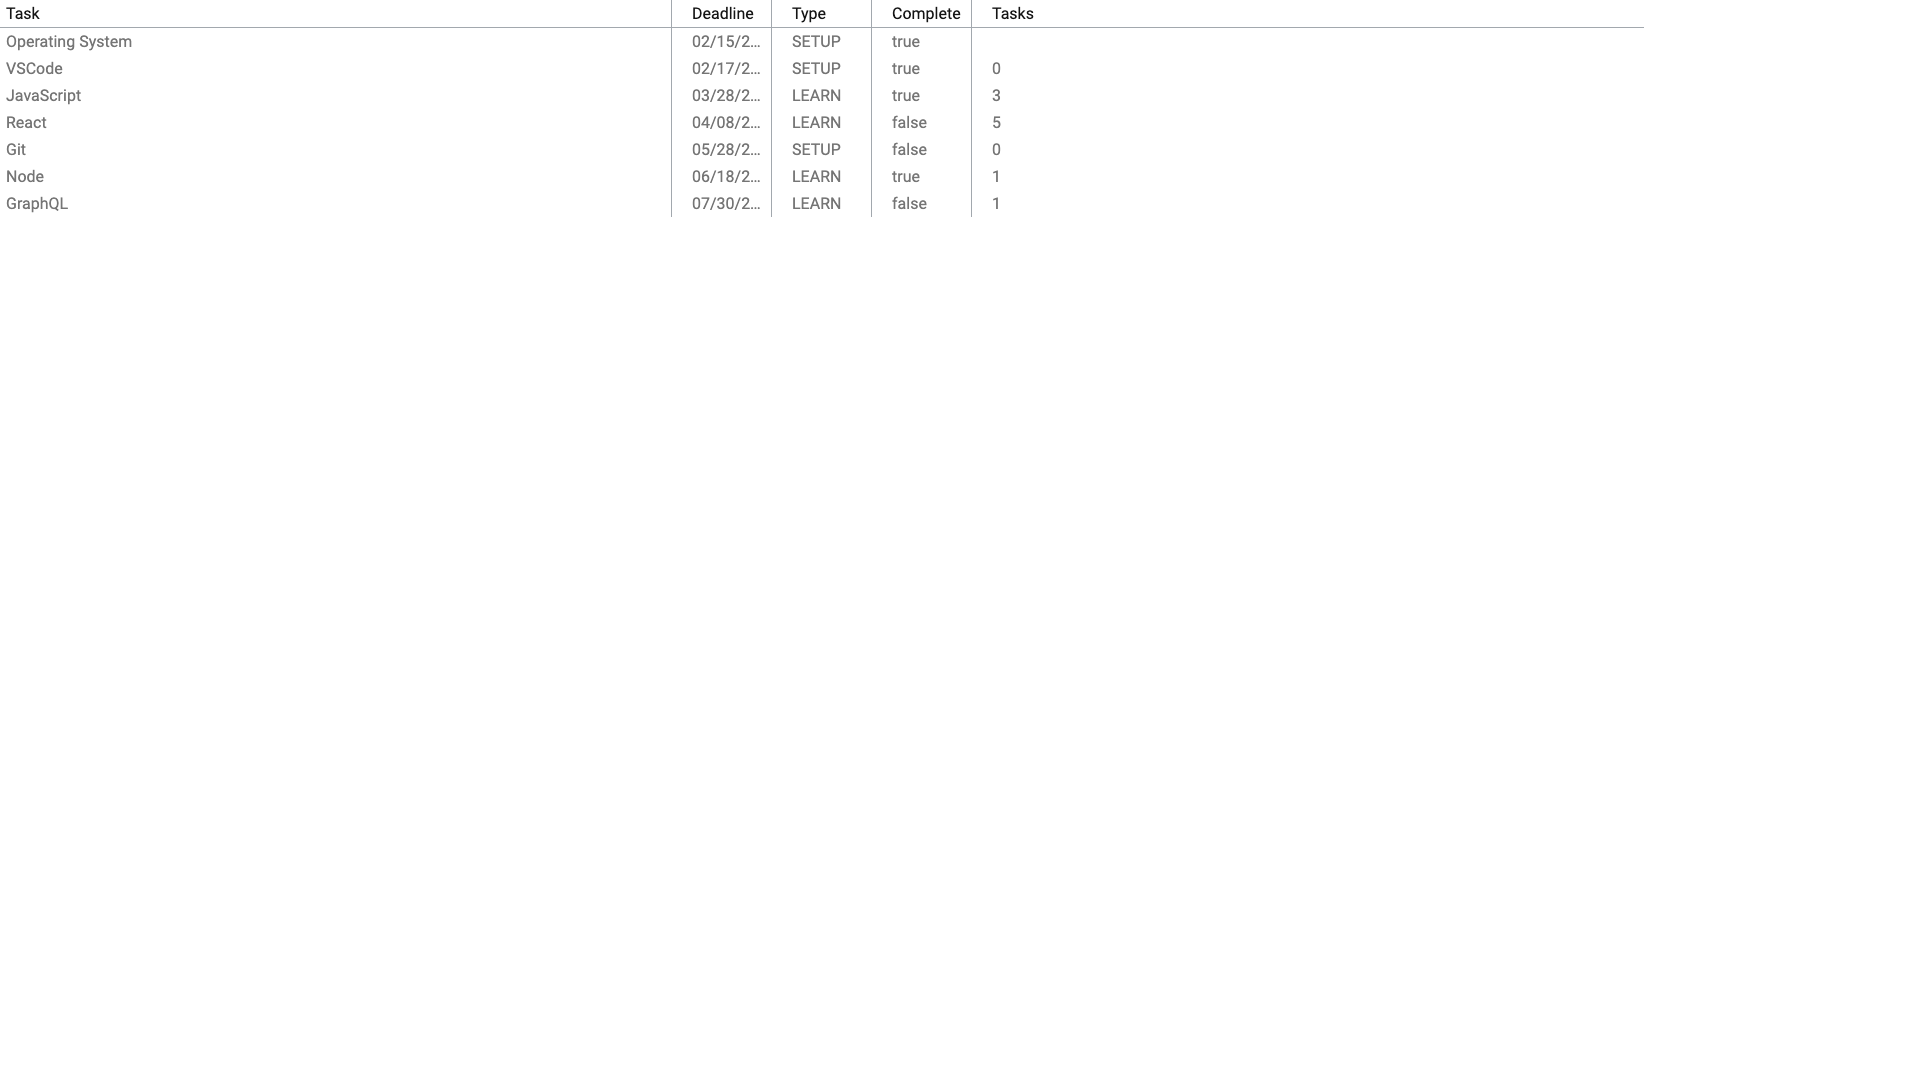 Task Deadline Type Complete Tasks
Operating System 02/15/2... SETUP true
VSCode 02/17/2... SETUP true 0
JavaScript 03/28/2... LEARN true 3
React 04/08/2... LEARN false 5
Git 05/28/2... SETUP false 0
Node 06/18/2... LEARN true 1
GraphQL 07/30/2... LEARN false 1